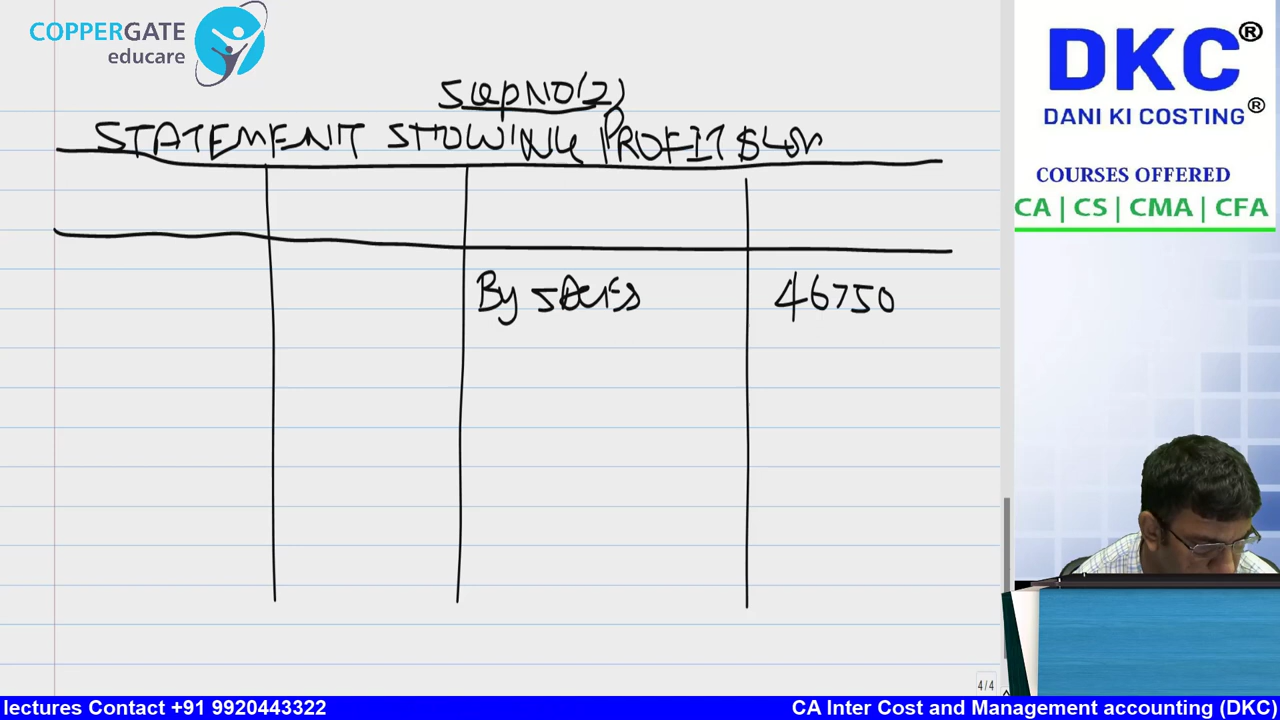 COPPERGATE
educare
Step NO (2)
STATEMENT SHOWING PROFIT & Loss
By SALES 46750
4/4
DKC®
DANI KI COSTING®
COURSES OFFERED
CA | CS | CMA | CFA
lectures Contact +91 9920443322
CA Inter Cost and Management accounting (DKC)